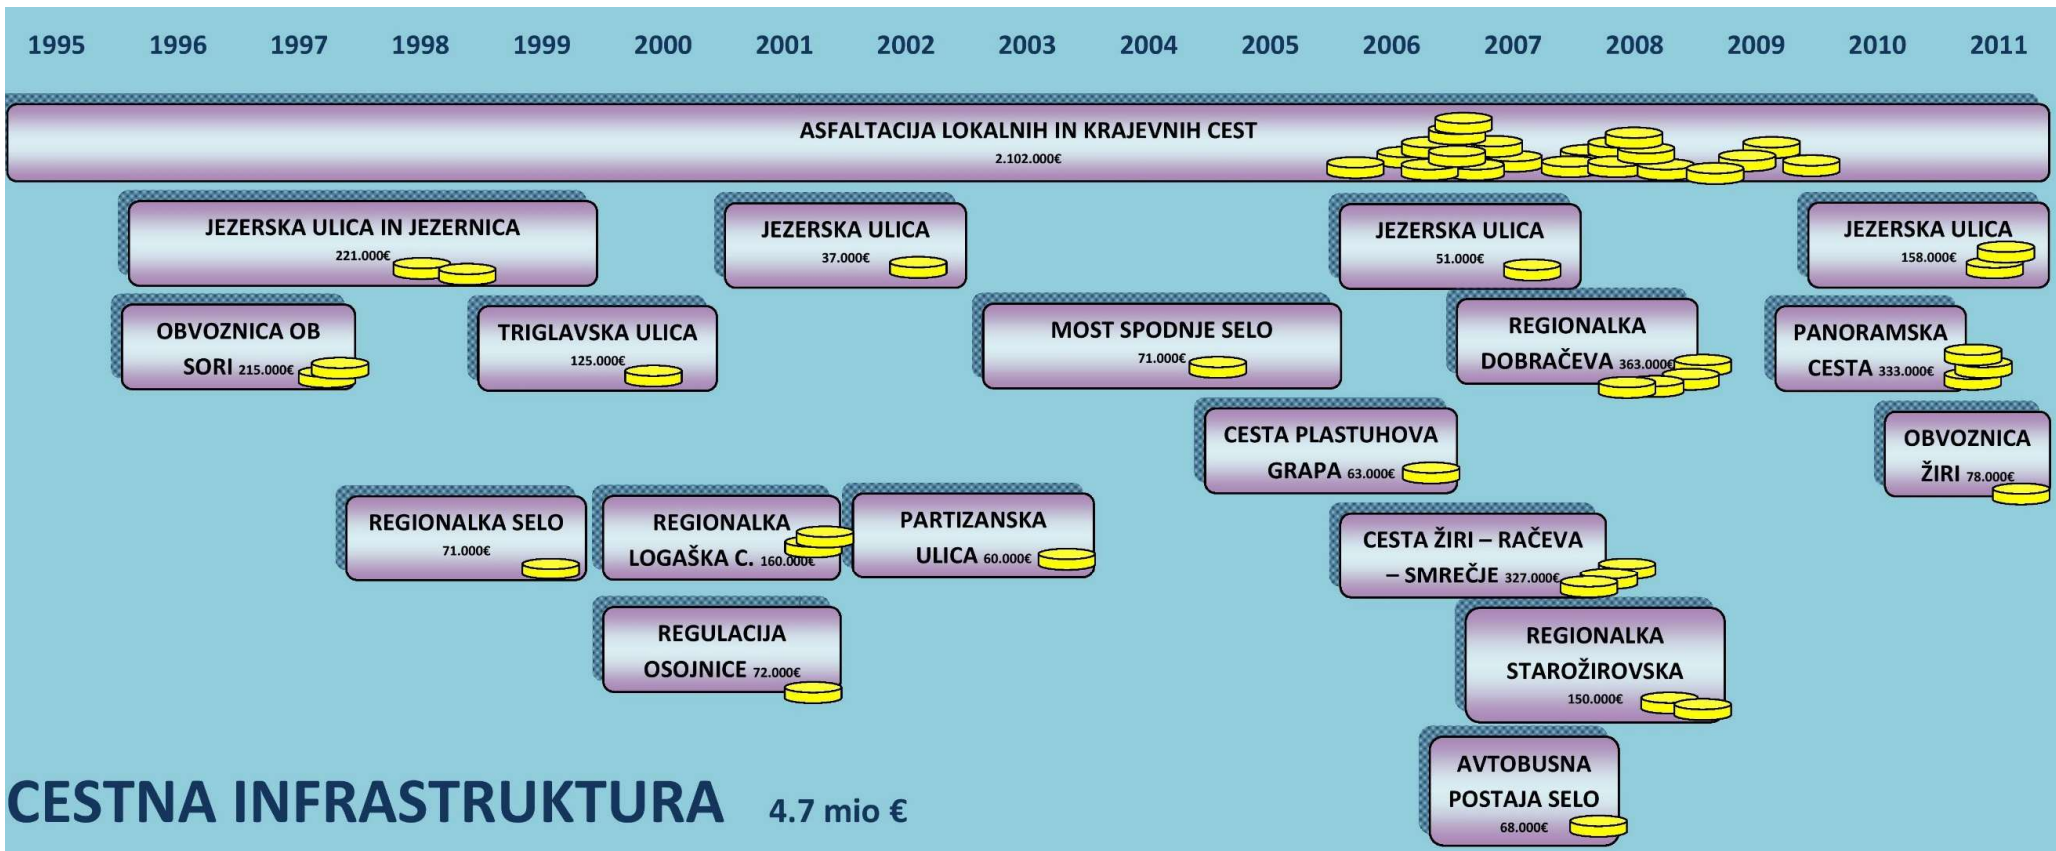 1995 1996 1997 1998 1999 2000 2001 2002 2003 2004 2005 2006 2007 2008 2009 2010 2011
ASFALTACIJA LOKALNIH IN KRAJEVNIH CEST
2.102.000€
JEZERSKA ULICA IN JEZERNICA
221.000€
JEZERSKA ULICA
37.000€
JEZERSKA ULICA
51.000€
JEZERSKA ULICA
158.000€
OBVOZNICA OB
SORI 215.000€
TRIGLAVSKA ULICA
125.000€
MOST SPODNJE SELO
71.000€
REGIONALKA
DOBRAČEVA 363.000€
PANORAMSKA
CESTA 333.000€
CESTA PLASTUHOVA
GRAPA 63.000€
OBVOZNICA
ŽIRI 78.000€
REGIONALKA SELO
71.000€
REGIONALKA
LOGAŠKA C. 160.000€
PARTIZANSKA
ULICA 60.000€
CESTA ŽIRI – RAČEVA
– SMREČJE 327.000€
REGULACIJA
OSOJNICE 72.000€
REGIONALKA
STAROŽIROVSKA
150.000€
AVTOBUSNA
POSTAJA SELO
68.000€
CESTNA INFRASTRUKTURA 4.7 mio €